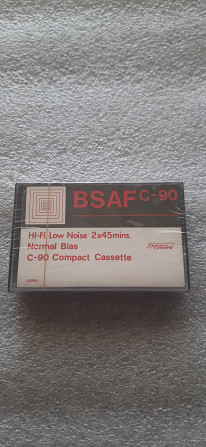 BSAF C-90
HI-FI Low Noise 2x45mins.
Normal Bias
C-90 Compact Cassette